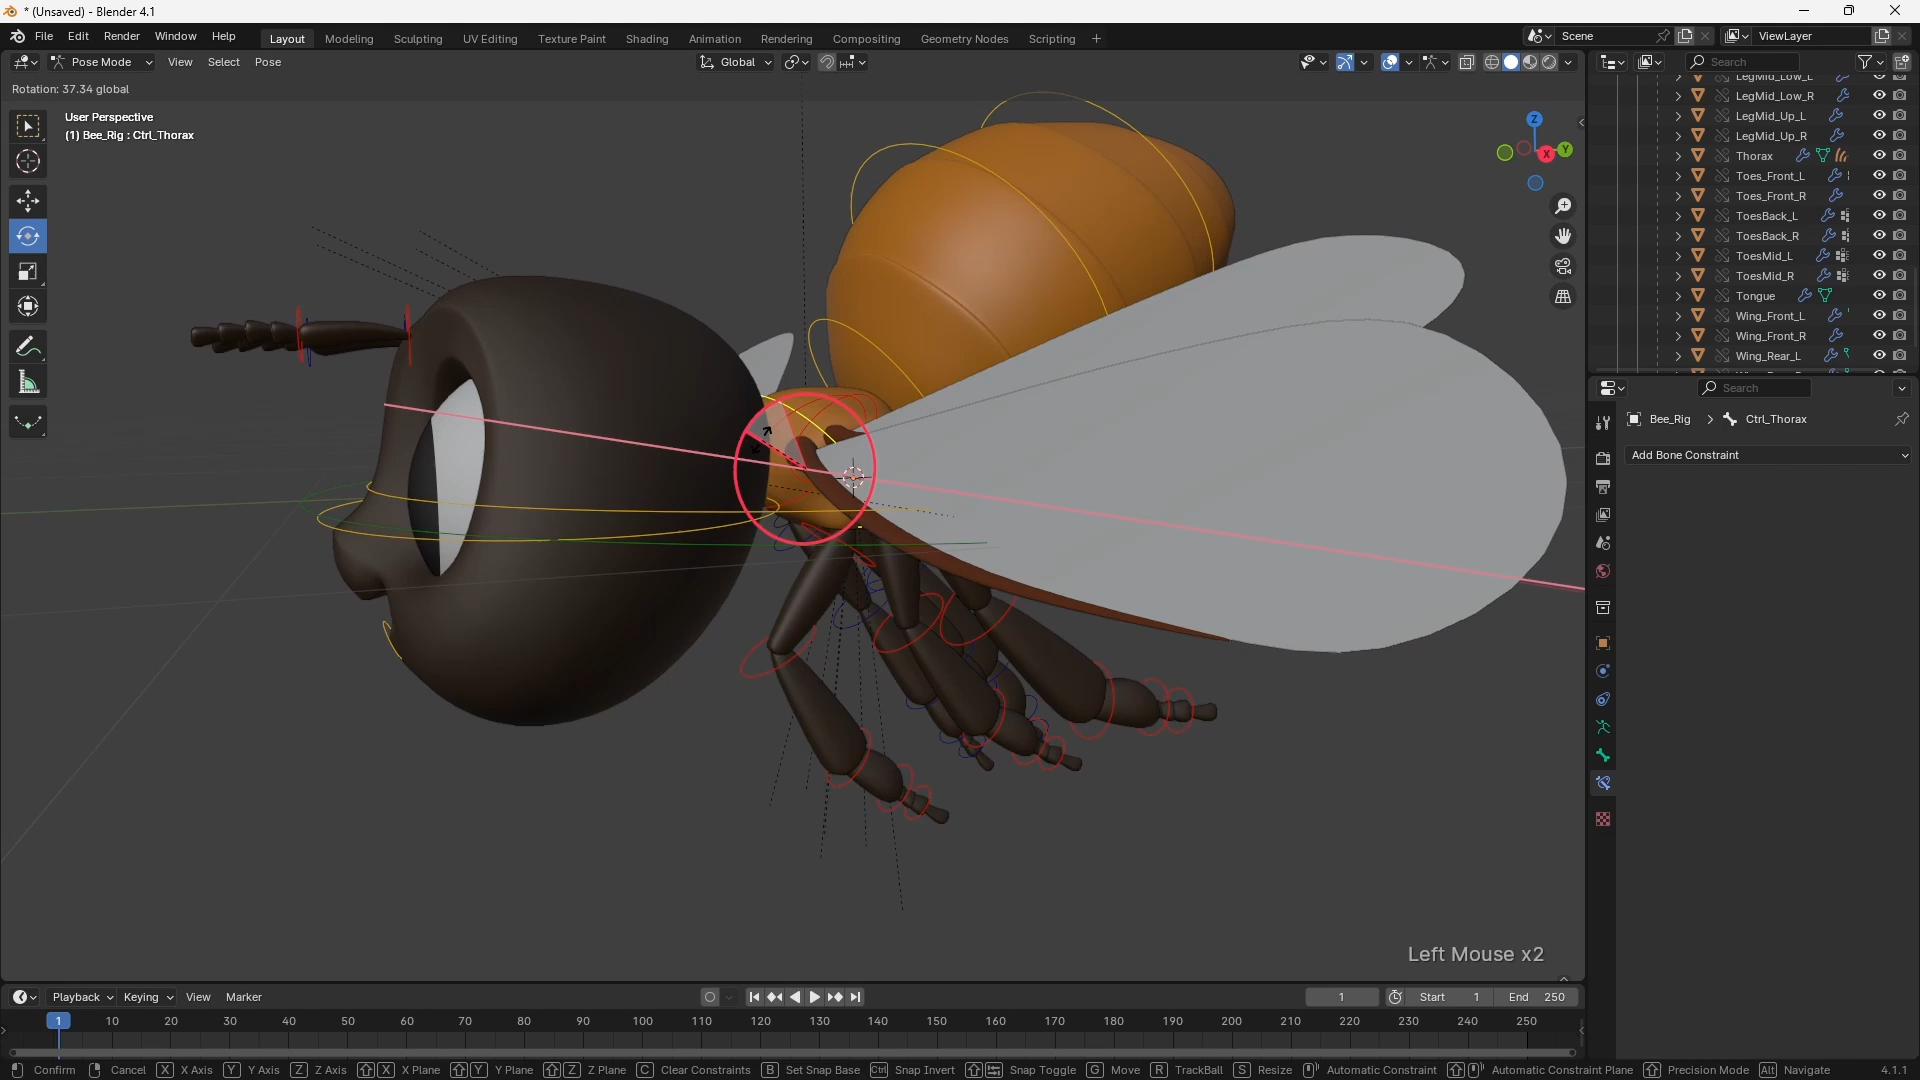 * (Unsaved) - Blender 4.1
File Edit Render Window Help Layout Modeling Sculpting UV Editing Texture Paint Shading Animation Rendering Compositing Geometry Nodes Scripting + Scene ViewLayer
Pose Mode View Select Pose Global Search
Rotation: 37.34 global
User Perspective
(1) Bee_Rig : Ctrl_Thorax
Z
Y
X
LegMid_Low_L
LegMid_Low_R
LegMid_Up_L
LegMid_Up_R
Thorax
Toes_Front_L
Toes_Front_R
ToesBack_L
ToesBack_R
ToesMid_L
ToesMid_R
Tongue
Wing_Front_L
Wing_Front_R
Wing_Rear_L
Search
Bee_Rig > Ctrl_Thorax
Add Bone Constraint
Left Mouse x2
Playback Keying View Marker 1 Start 1 End 250
1 10 20 30 40 50 60 70 80 90 100 110 120 130 140 150 160 170 180 190 200 210 220 230 240 250
Confirm Cancel X X Axis Y Y Axis Z Z Axis X X Plane Y Y Plane Z Z Plane C Clear Constraints B Set Snap Base Ctrl Snap Invert Snap Toggle G Move R TrackBall S Resize Automatic Constraint Automatic Constraint Plane Precision Mode Alt Navigate 4.1.1